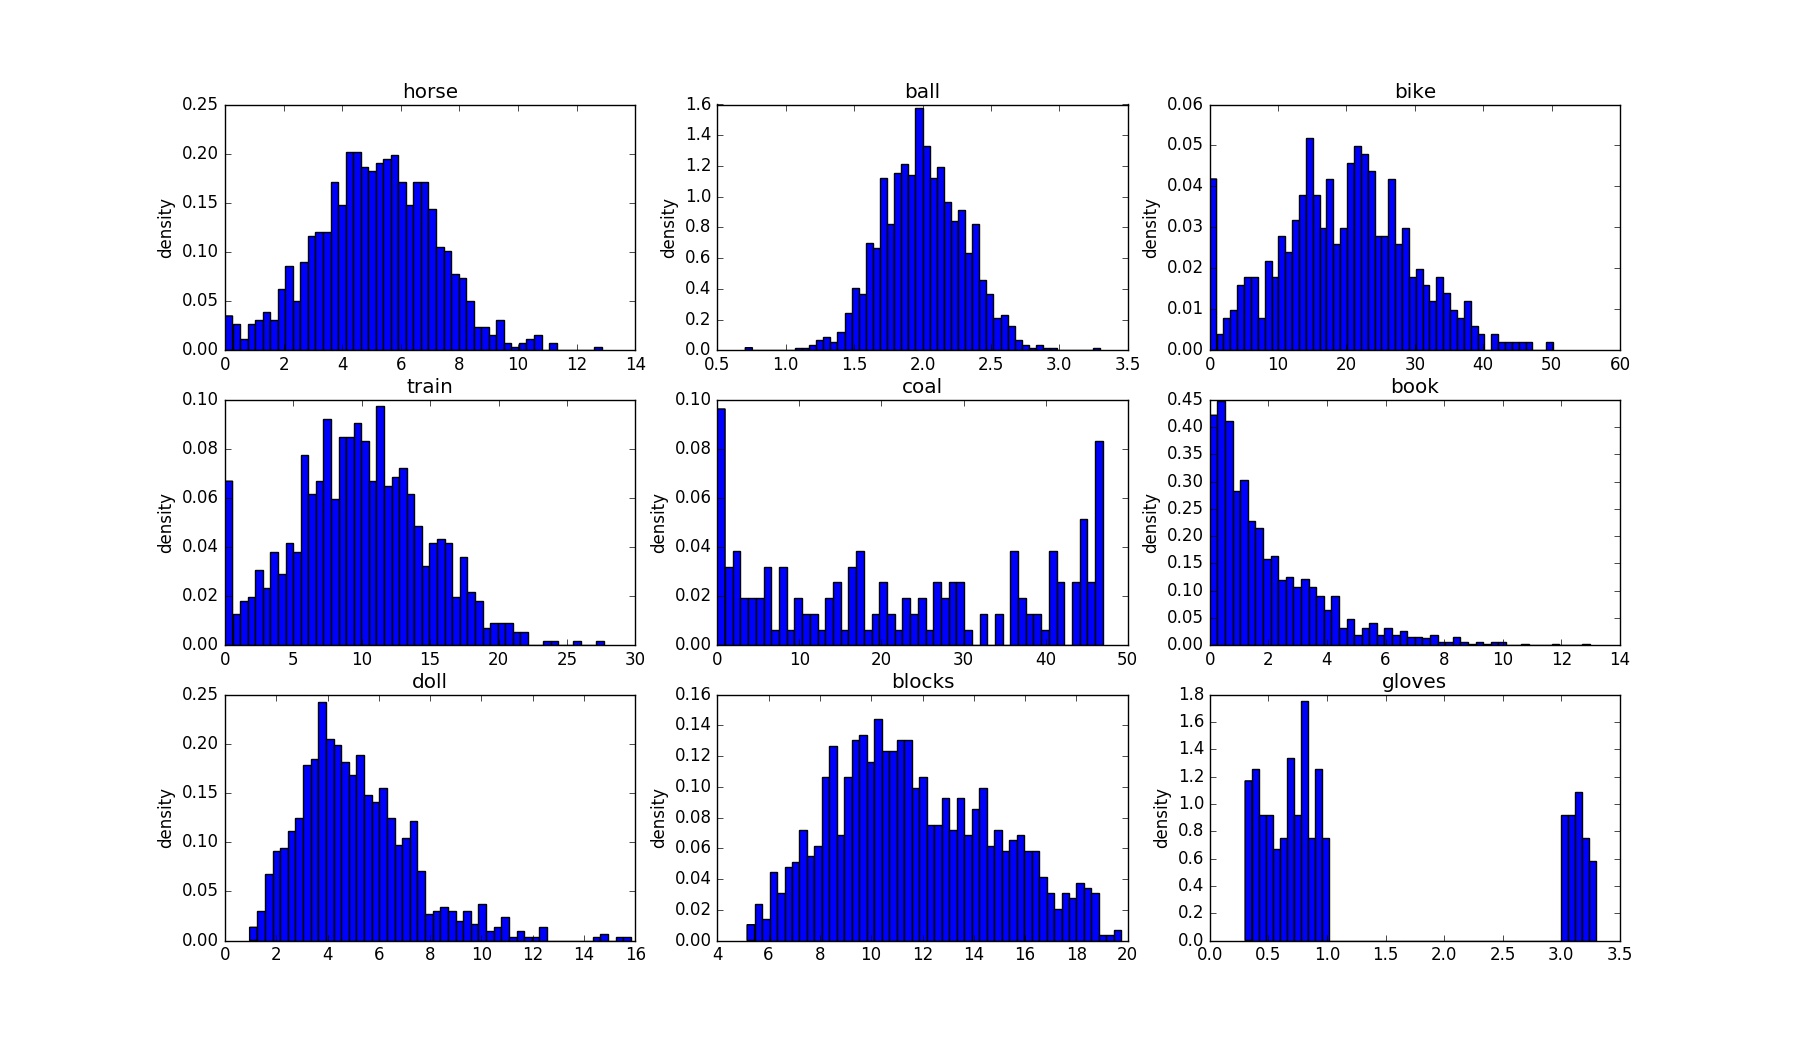 horse
0.25
0.20
0.15
0.10
0.05
0.00
density
0 2 4 6 8 10 12 14
ball
1.6
1.4
1.2
1.0
0.8
0.6
0.4
0.2
0.0
density
0.5 1.0 1.5 2.0 2.5 3.0 3.5
bike
0.06
0.05
0.04
0.03
0.02
0.01
0.00
density
0 10 20 30 40 50 60
train
0.10
0.08
0.06
0.04
0.02
0.00
density
0 5 10 15 20 25 30
coal
0.10
0.08
0.06
0.04
0.02
0.00
density
0 10 20 30 40 50
book
0.45
0.40
0.35
0.30
0.25
0.20
0.15
0.10
0.05
0.00
density
0 2 4 6 8 10 12 14
doll
0.25
0.20
0.15
0.10
0.05
0.00
density
0 2 4 6 8 10 12 14 16
blocks
0.16
0.14
0.12
0.10
0.08
0.06
0.04
0.02
0.00
density
4 6 8 10 12 14 16 18 20
gloves
1.8
1.6
1.4
1.2
1.0
0.8
0.6
0.4
0.2
0.0
density
0.0 0.5 1.0 1.5 2.0 2.5 3.0 3.5